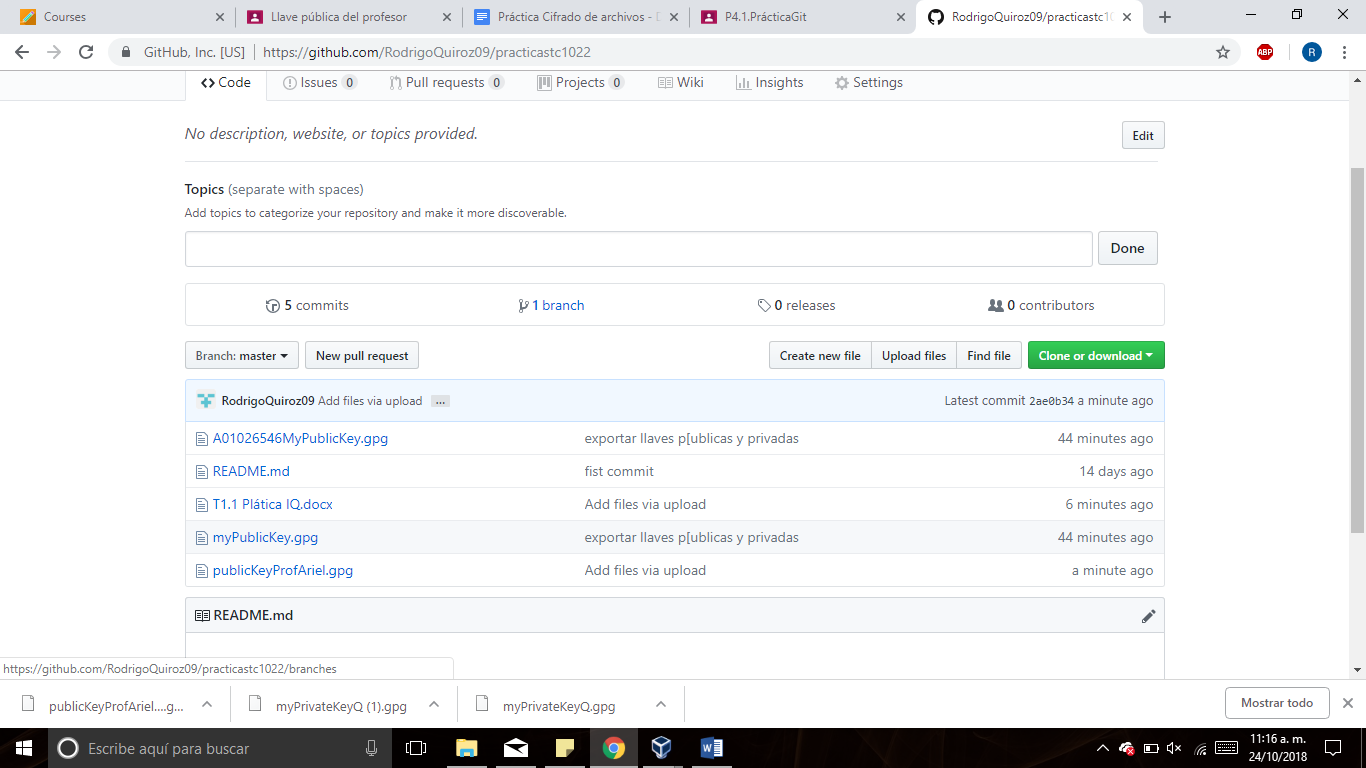 Courses
Llave pública del profesor
Práctica Cifrado de archivos - D
P4.1.PrácticaGit
RodrigoQuiroz09/practicastc10
GitHub, Inc. [US] | https://github.com/RodrigoQuiroz09/practicastc1022
ABP
R
Code
Issues 0
Pull requests 0
Projects 0
Wiki
Insights
Settings
No description, website, or topics provided.
Edit
Topics (separate with spaces)
Add topics to categorize your repository and make it more discoverable.
Done
5 commits
1 branch
0 releases
0 contributors
Branch: master
New pull request
Create new file
Upload files
Find file
Clone or download
RodrigoQuiroz09 Add files via upload ...
Latest commit 2ae0b34 a minute ago
A01026546MyPublicKey.gpg exportar llaves p[ublicas y privadas 44 minutes ago
README.md fist commit 14 days ago
T1.1 Plática IQ.docx Add files via upload 6 minutes ago
myPublicKey.gpg exportar llaves p[ublicas y privadas 44 minutes ago
publicKeyProfAriel.gpg Add files via upload a minute ago
README.md
https://github.com/RodrigoQuiroz09/practicastc1022/branches
publicKeyProfAriel....g...
myPrivateKeyQ (1).gpg
myPrivateKeyQ.gpg
Mostrar todo
Escribe aquí para buscar
11:16 a. m.
24/10/2018